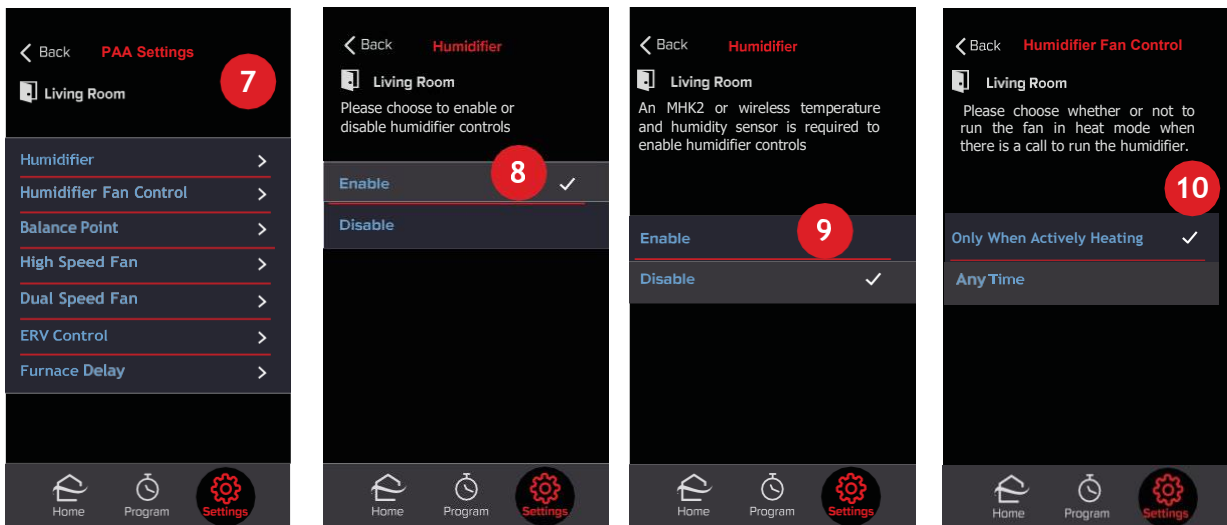 Back PAA Settings
7
Living Room
Humidifier
Humidifier Fan Control
Balance Point
High Speed Fan
Dual Speed Fan
ERV Control
Furnace Delay
Home Program Settings
Back Humidifier
Living Room
Please choose to enable or
disable humidifier controls
8
Enable
Disable
Home Program Settings
Back Humidifier
Living Room
An MHK2 or wireless temperature
and humidity sensor is required to
enable humidifier controls
9
Enable
Disable
Home Program Settings
Back Humidifier Fan Control
Living Room
Please choose whether or not to
run the fan in heat mode when
there is a call to run the humidifier.
10
Only When Actively Heating
Any Time
Home Program Settings